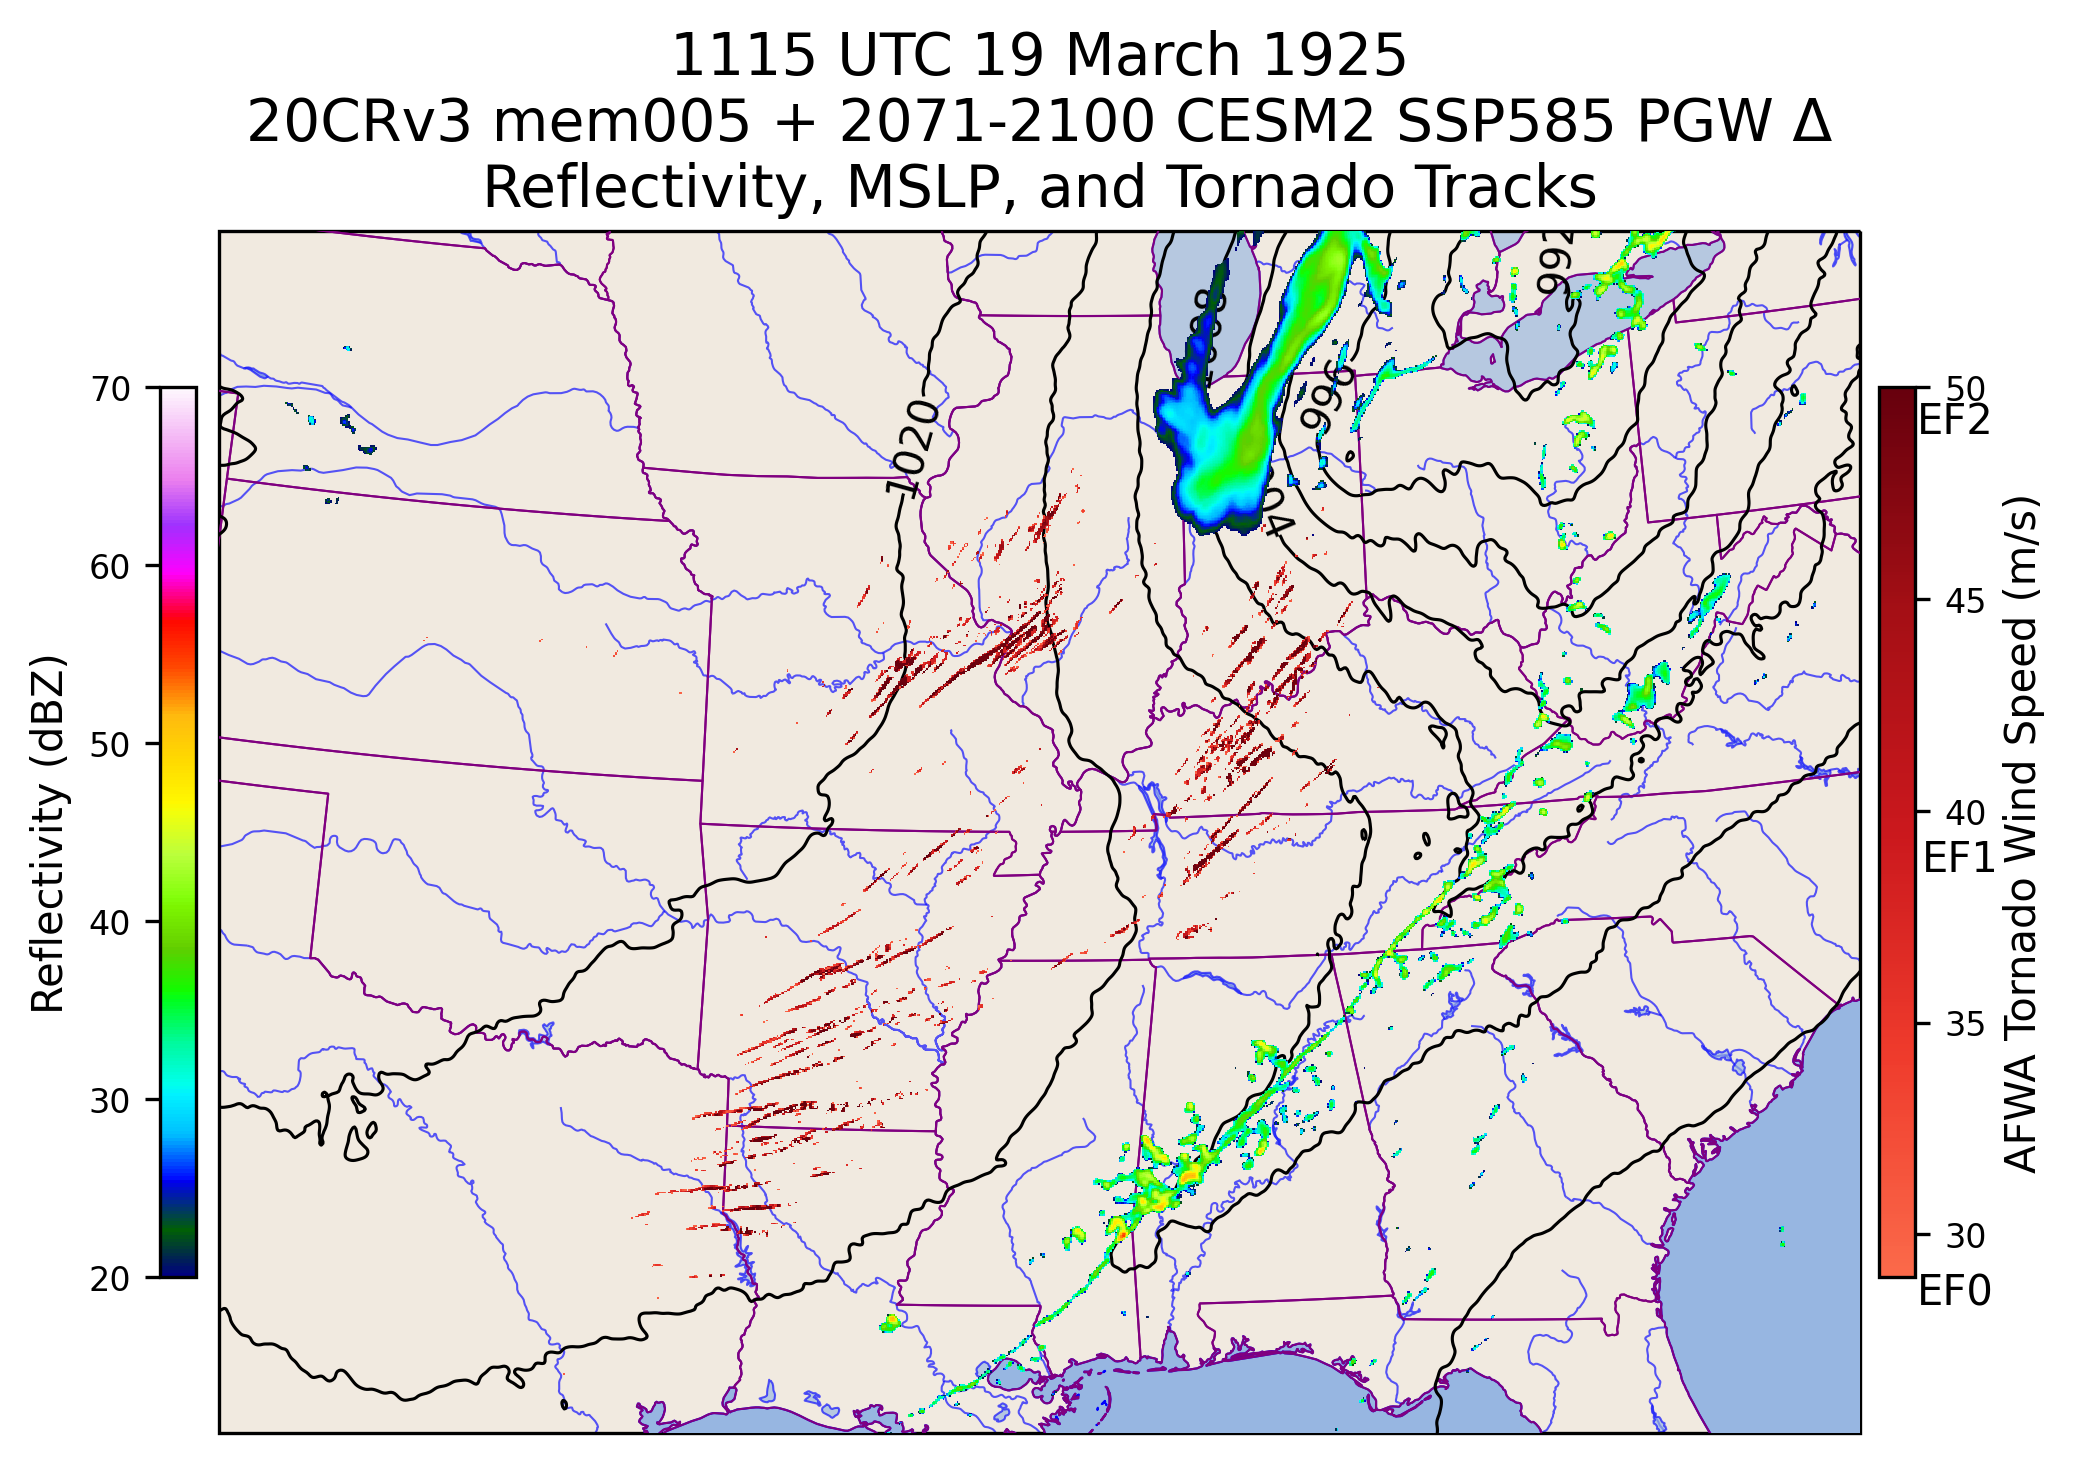 1115 UTC 19 March 1925
20CRv3 mem005 + 2071-2100 CESM2 SSP585 PGW Δ
Reflectivity, MSLP, and Tornado Tracks
992
996
1020
70
60
50
40
30
20
Reflectivity (dBZ)
50
EF2
45
40
EF1
35
30
EF0
AFWA Tornado Wind Speed (m/s)